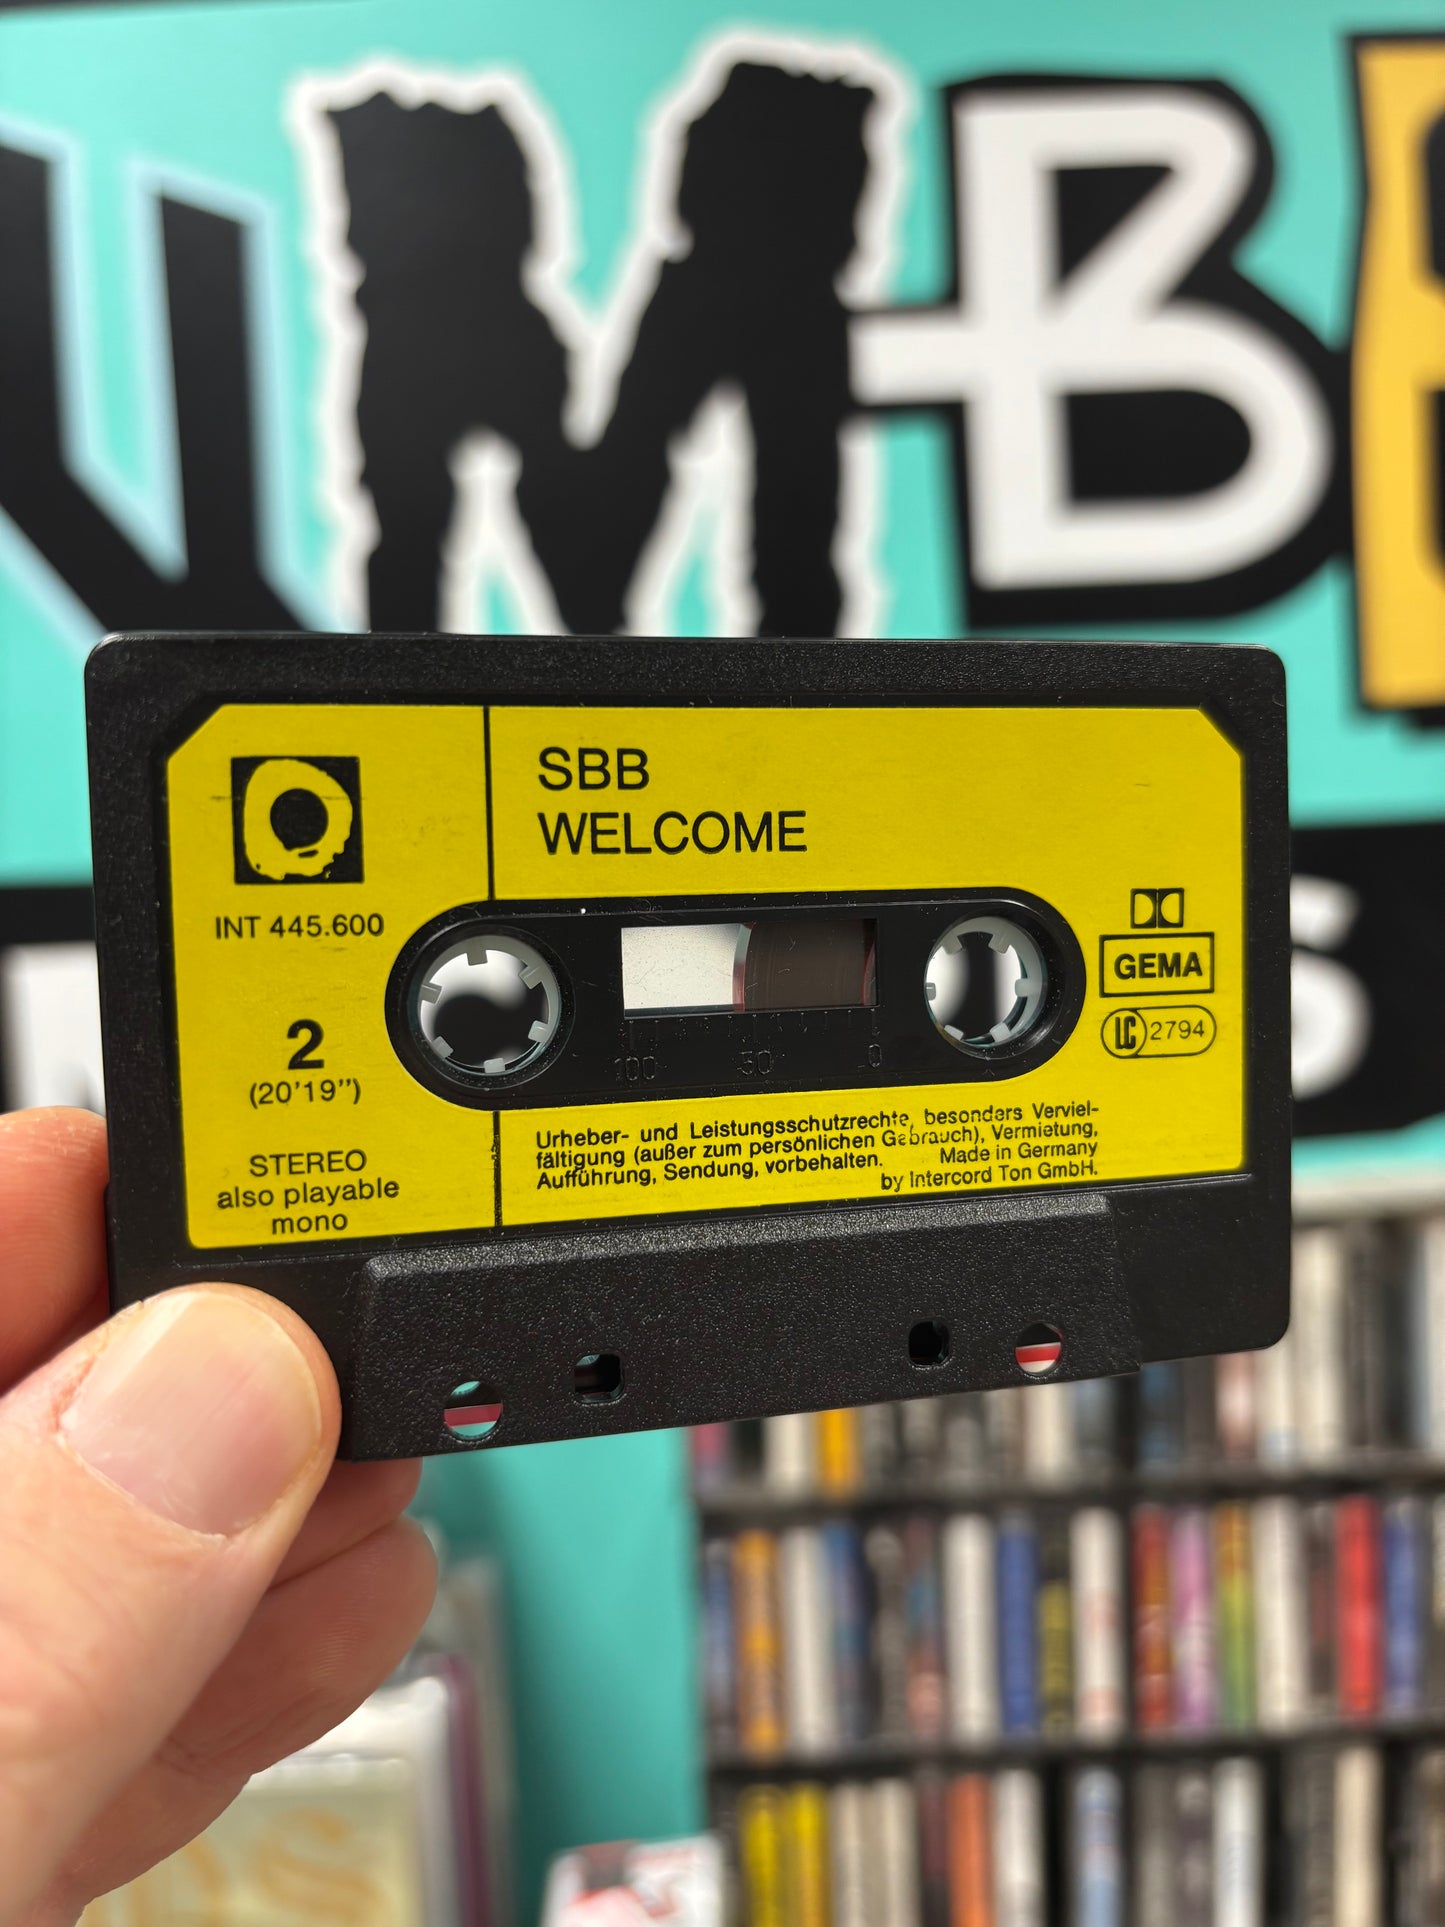 MB
SBB
WELCOME
INT 445.600
2
(20'19")
STEREO
also playable
mono
GEMA
LC 2794
100 50 0
Urheber- und Leistungsschutzrechte, besonders Verviel-
fältigung (außer zum persönlichen Gebrauch), Vermietung,
Aufführung, Sendung, vorbehalten. Made in Germany
by Intercord Ton GmbH.